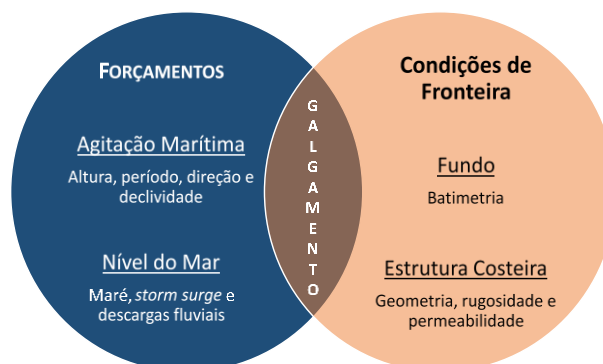 FORÇAMENTOS
Agitação Marítima
Altura, período, direção e
declividade
Nível do Mar
Maré, storm surge e
descargas fluviais
GALGAMENTO
Condições de
Fronteira
Fundo
Batimetria
Estrutura Costeira
Geometria, rugosidade e
permeabilidade